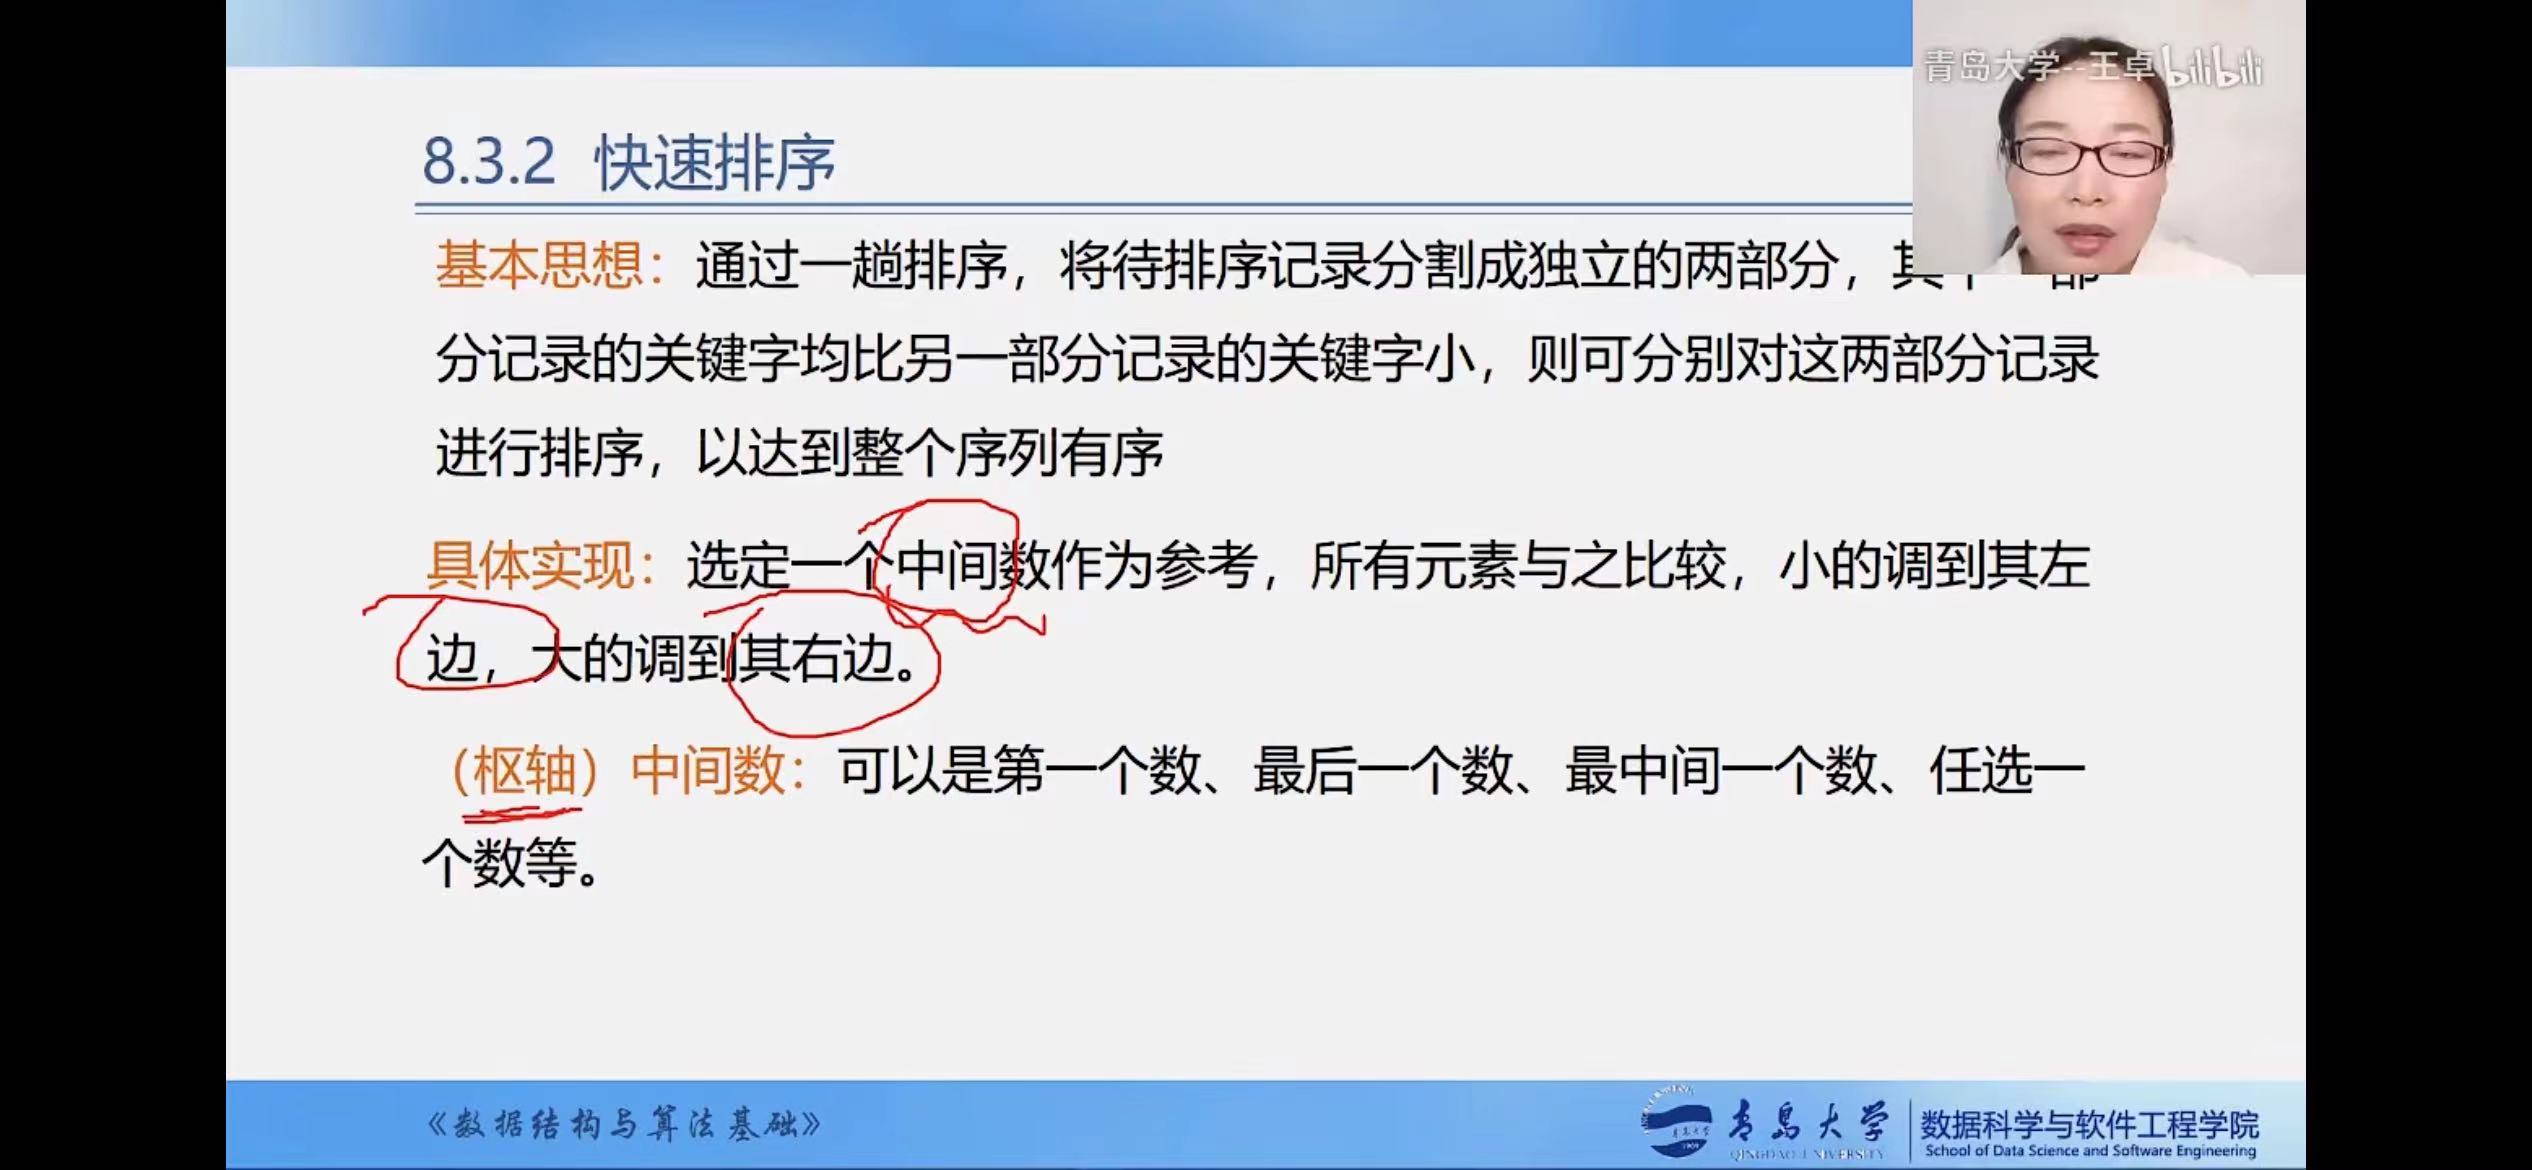 青岛大学--王卓 bilibili
8.3.2 快速排序
基本思想：通过一趟排序，将待排序记录分割成独立的两部分，其中一部
分记录的关键字均比另一部分记录的关键字小，则可分别对这两部分记录
进行排序，以达到整个序列有序
具体实现：选定一个中间数作为参考，所有元素与之比较，小的调到其左
边，大的调到其右边。
（枢轴）中间数：可以是第一个数、最后一个数、最中间一个数、任选一
个数等。
《数据结构与算法基础》
青岛大学
QINGDAO UNIVERSITY
数据科学与软件工程学院
School of Data Science and Software Engineering